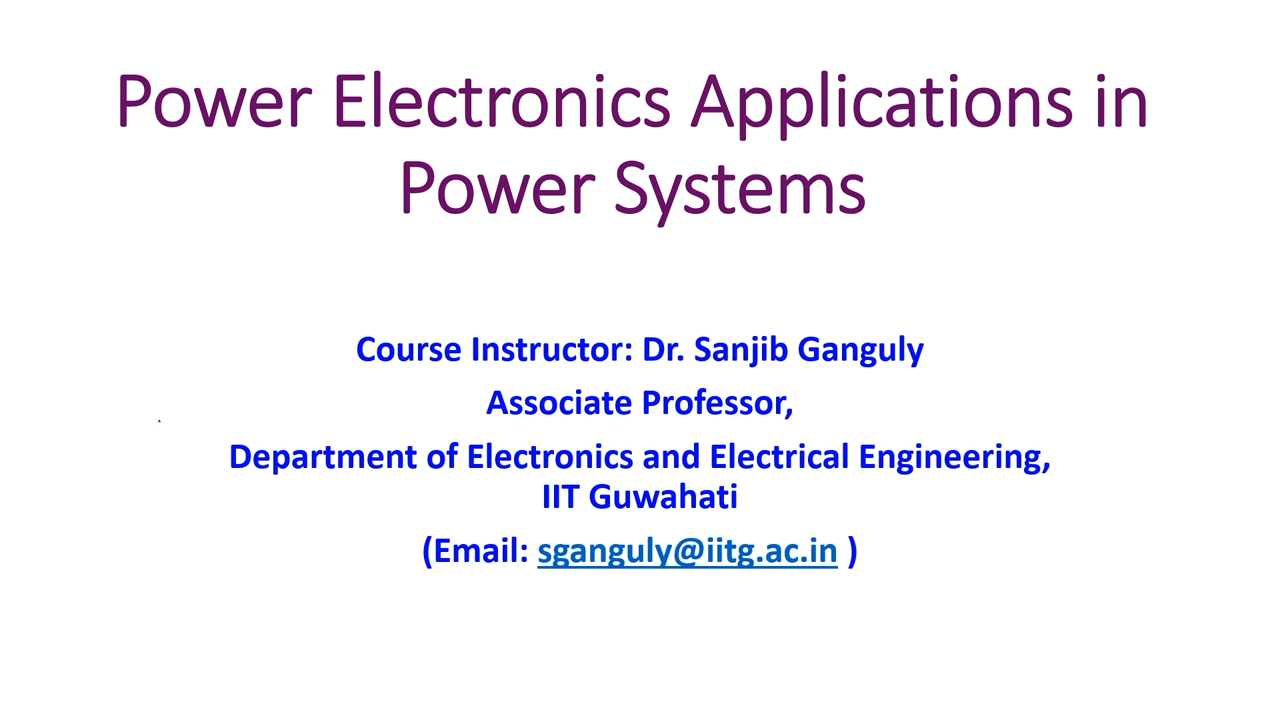 Power Electronics Applications in
Power Systems
Course Instructor: Dr. Sanjib Ganguly
Associate Professor,
Department of Electronics and Electrical Engineering,
IIT Guwahati
(Email: sganguly@iitg.ac.in )